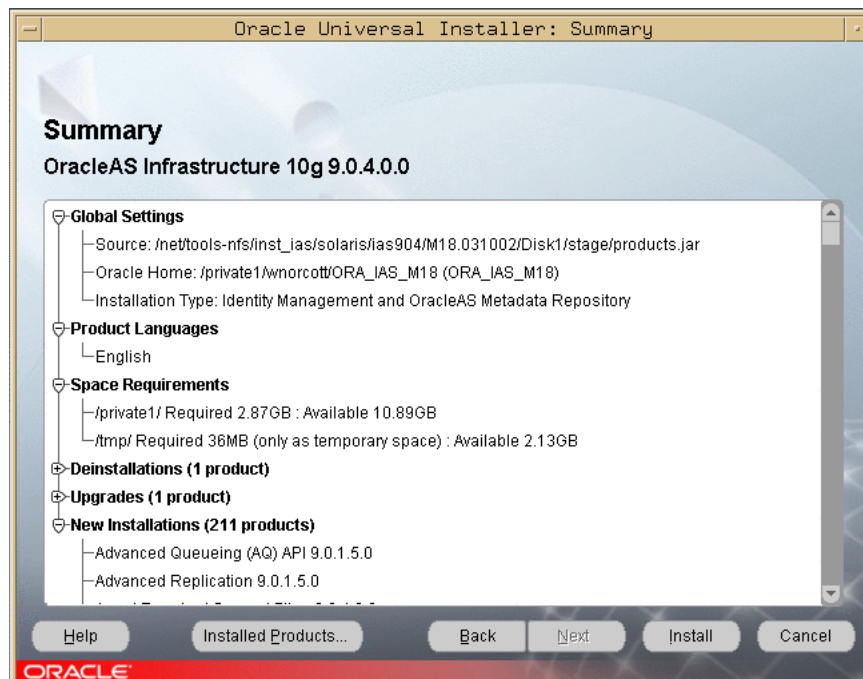 Oracle Universal Installer: Summary
Summary
OracleAS Infrastructure 10g 9.0.4.0.0
Global Settings
Source: /net/tools-nfs/inst_ias/solaris/ias904/M18.031002/Disk1/stage/products.jar
Oracle Home: /private1/wnorcott/ORA_IAS_M18 (ORA_IAS_M18)
Installation Type: Identity Management and OracleAS Metadata Repository
Product Languages
English
Space Requirements
/private1/ Required 2.87GB : Available 10.89GB
/tmp/ Required 36MB (only as temporary space) : Available 2.13GB
Deinstallations (1 product)
Upgrades (1 product)
New Installations (211 products)
Advanced Queueing (AQ) API 9.0.1.5.0
Advanced Replication 9.0.1.5.0
Help Installed Products... Back Next Install Cancel
ORACLE